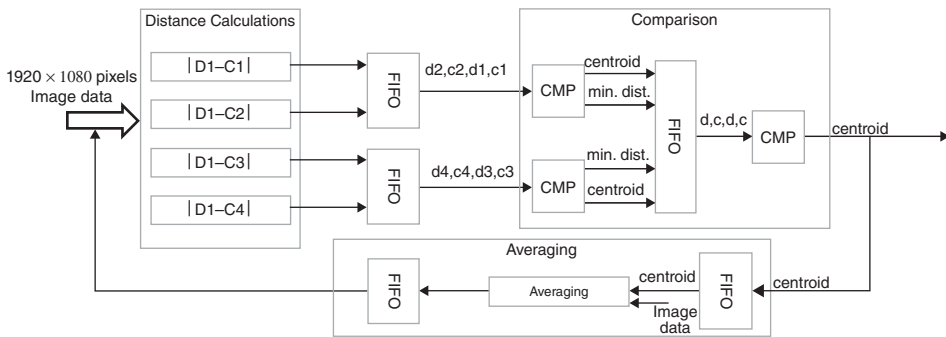 Distance Calculations
Comparison
1920 × 1080 pixels
Image data
|D1–C1|
|D1–C2|
|D1–C3|
|D1–C4|
FIFO
FIFO
d2,c2,d1,c1
d4,c4,d3,c3
CMP
CMP
centroid
min. dist.
min. dist.
centroid
FIFO
d,c,d,c
CMP
centroid
Averaging
FIFO
Averaging
centroid
Image
data
FIFO
centroid